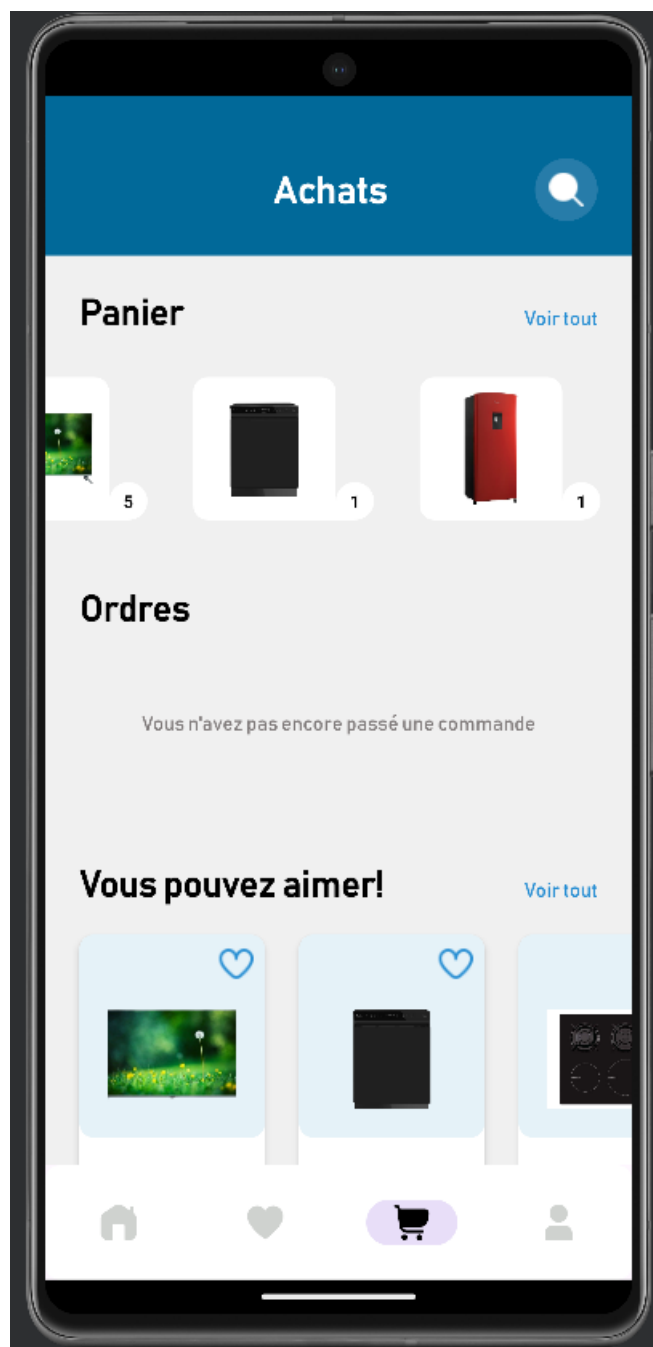 Achats
Panier
Voir tout
5
1
1
Ordres
Vous n'avez pas encore passé une commande
Vous pouvez aimer!
Voir tout